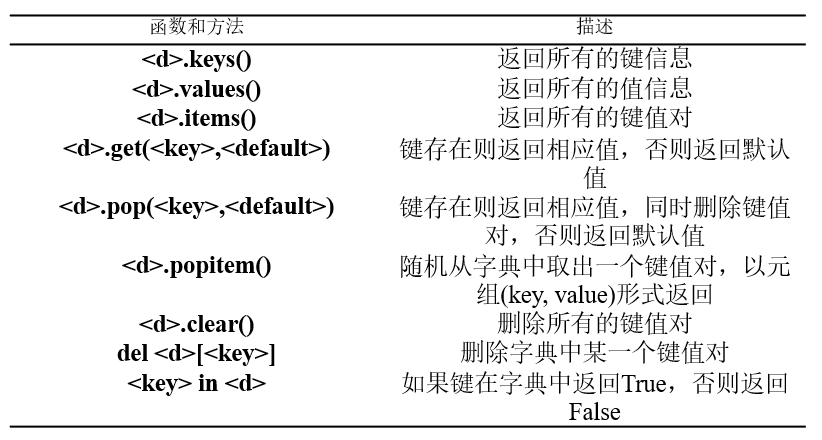 函数和方法 描述
<d>.keys() 返回所有的键信息
<d>.values() 返回所有的值信息
<d>.items() 返回所有的键值对
<d>.get(<key>,<default>) 键存在则返回相应值，否则返回默认
值
<d>.pop(<key>,<default>) 键存在则返回相应值，同时删除键值
对，否则返回默认值
<d>.popitem() 随机从字典中取出一个键值对，以元
组(key, value)形式返回
<d>.clear() 删除所有的键值对
del <d>[<key>] 删除字典中某一个键值对
<key> in <d> 如果键在字典中返回True，否则返回
False